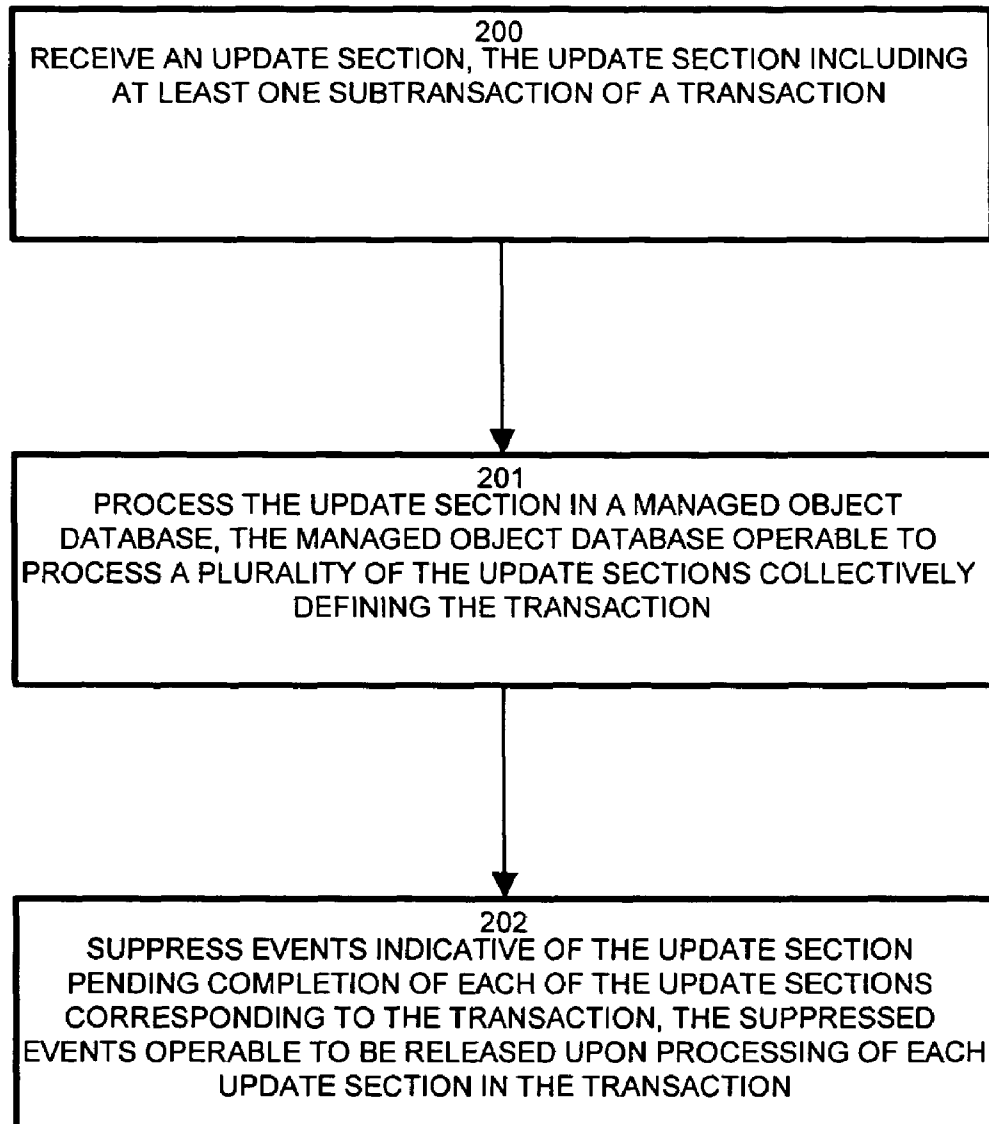 200
RECEIVE AN UPDATE SECTION, THE UPDATE SECTION INCLUDING
AT LEAST ONE SUBTRANSACTION OF A TRANSACTION
201
PROCESS THE UPDATE SECTION IN A MANAGED OBJECT
DATABASE, THE MANAGED OBJECT DATABASE OPERABLE TO
PROCESS A PLURALITY OF THE UPDATE SECTIONS COLLECTIVELY
DEFINING THE TRANSACTION
202
SUPPRESS EVENTS INDICATIVE OF THE UPDATE SECTION
PENDING COMPLETION OF EACH OF THE UPDATE SECTIONS
CORRESPONDING TO THE TRANSACTION, THE SUPPRESSED
EVENTS OPERABLE TO BE RELEASED UPON PROCESSING OF EACH
UPDATE SECTION IN THE TRANSACTION